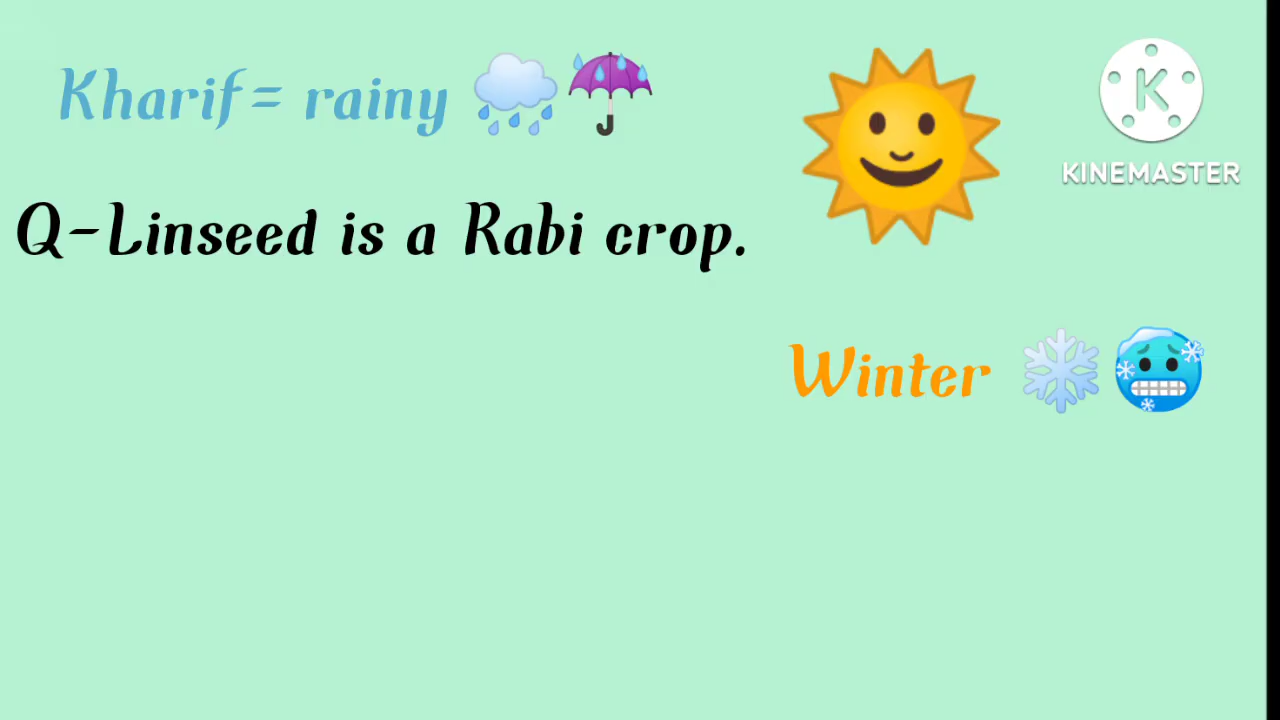 Kharif= rainy 🌧️☔
KINEMASTER
Q-Linseed is a Rabi crop.
Winter ❄️🥶